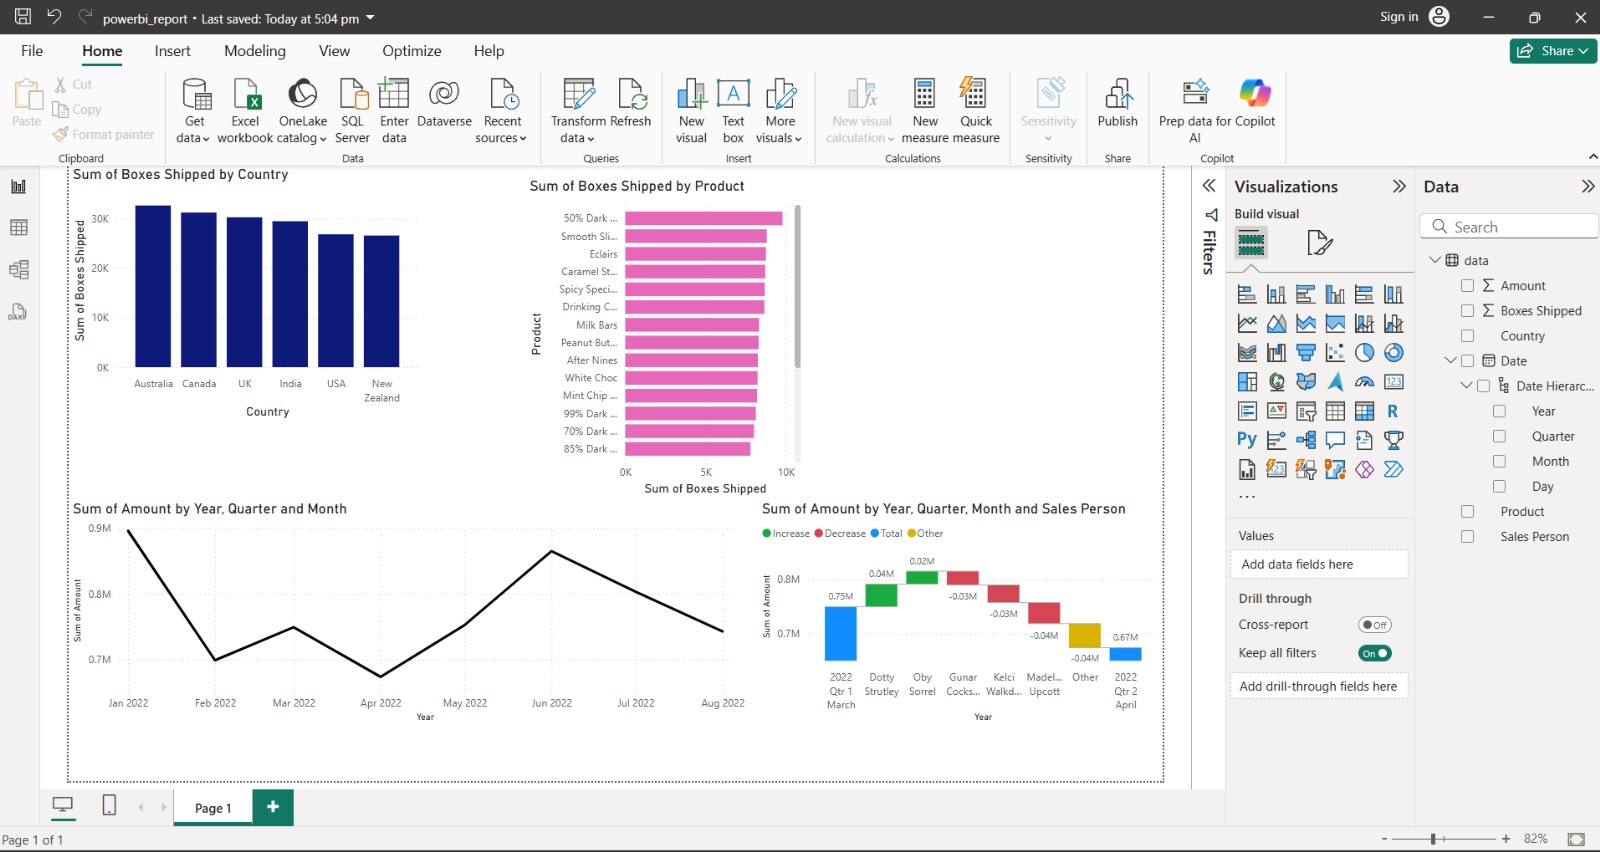 powerbi_report • Last saved: Today at 5:04 pm
Sign in
File Home Insert Modeling View Optimize Help
Share
Paste
Cut
Copy
Format painter
Clipboard
Get data
Excel workbook
OneLake catalog
SQL Server
Enter data
Dataverse
Recent sources
Data
Transform data
Refresh
Queries
New visual
Text box
More visuals
Insert
New visual calculation
New measure
Quick measure
Calculations
Sensitivity
Sensitivity
Publish
Share
Prep data for AI
Copilot
Copilot
Sum of Boxes Shipped by Country
Sum of Boxes Shipped
30K
20K
10K
0K
Australia Canada UK India USA New Zealand
Country
Sum of Boxes Shipped by Product
Product
50% Dark ...
Smooth Sli...
Eclairs
Caramel St...
Spicy Speci...
Drinking C...
Milk Bars
Peanut But...
After Nines
White Choc
Mint Chip ...
99% Dark ...
70% Dark ...
85% Dark ...
0K 5K 10K
Sum of Boxes Shipped
Sum of Amount by Year, Quarter and Month
Sum of Amount
0.9M
0.8M
0.7M
Jan 2022 Feb 2022 Mar 2022 Apr 2022 May 2022 Jun 2022 Jul 2022 Aug 2022
Year
Sum of Amount by Year, Quarter, Month and Sales Person
Increase Decrease Total Other
Sum of Amount
0.8M
0.7M
0.75M
0.04M
0.02M
-0.03M
-0.03M
-0.04M
-0.04M
0.67M
2022 Qtr 1 March
Dotty Strutley
Oby Sorrel
Gunar Cocks...
Kelci Walkd...
Madel... Upcott
Other
2022 Qtr 2 April
Year
Filters
Visualizations
Build visual
123
R
Py
123
...
Values
Add data fields here
Drill through
Cross-report
Off
Keep all filters
On
Add drill-through fields here
Data
Search
data
Amount
Boxes Shipped
Country
Date
Date Hierarc...
Year
Quarter
Month
Day
Product
Sales Person
DAX
Page 1
+
Page 1 of 1
- + 82%